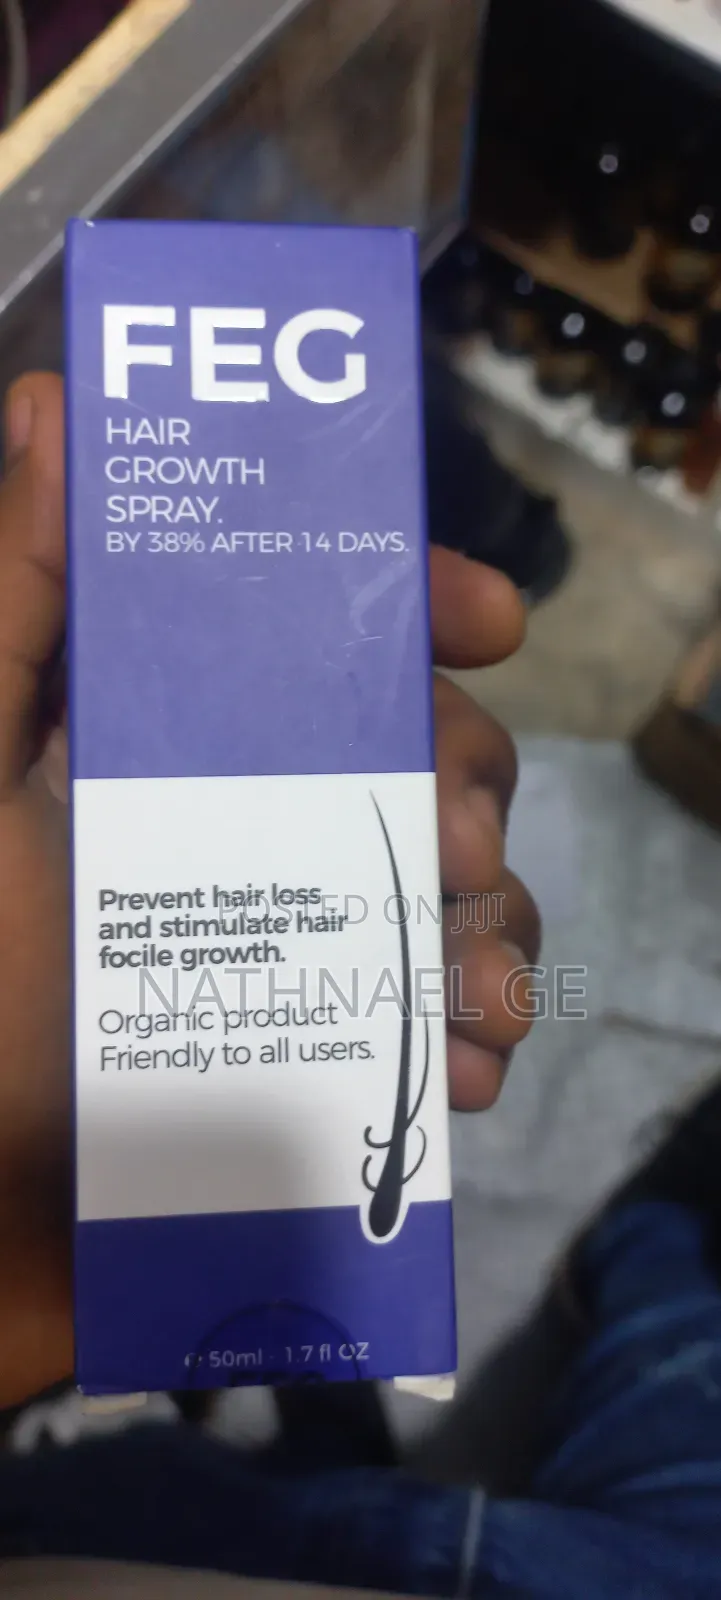 FEG
HAIR
GROWTH
SPRAY.
BY 38% AFTER 14 DAYS.
Prevent hair loss
and stimulate hair
focile growth.
POSTED ON JIJI
NATHNAEL GE
Organic product
Friendly to all users.
℮ 50ml - 1.7 fl OZ